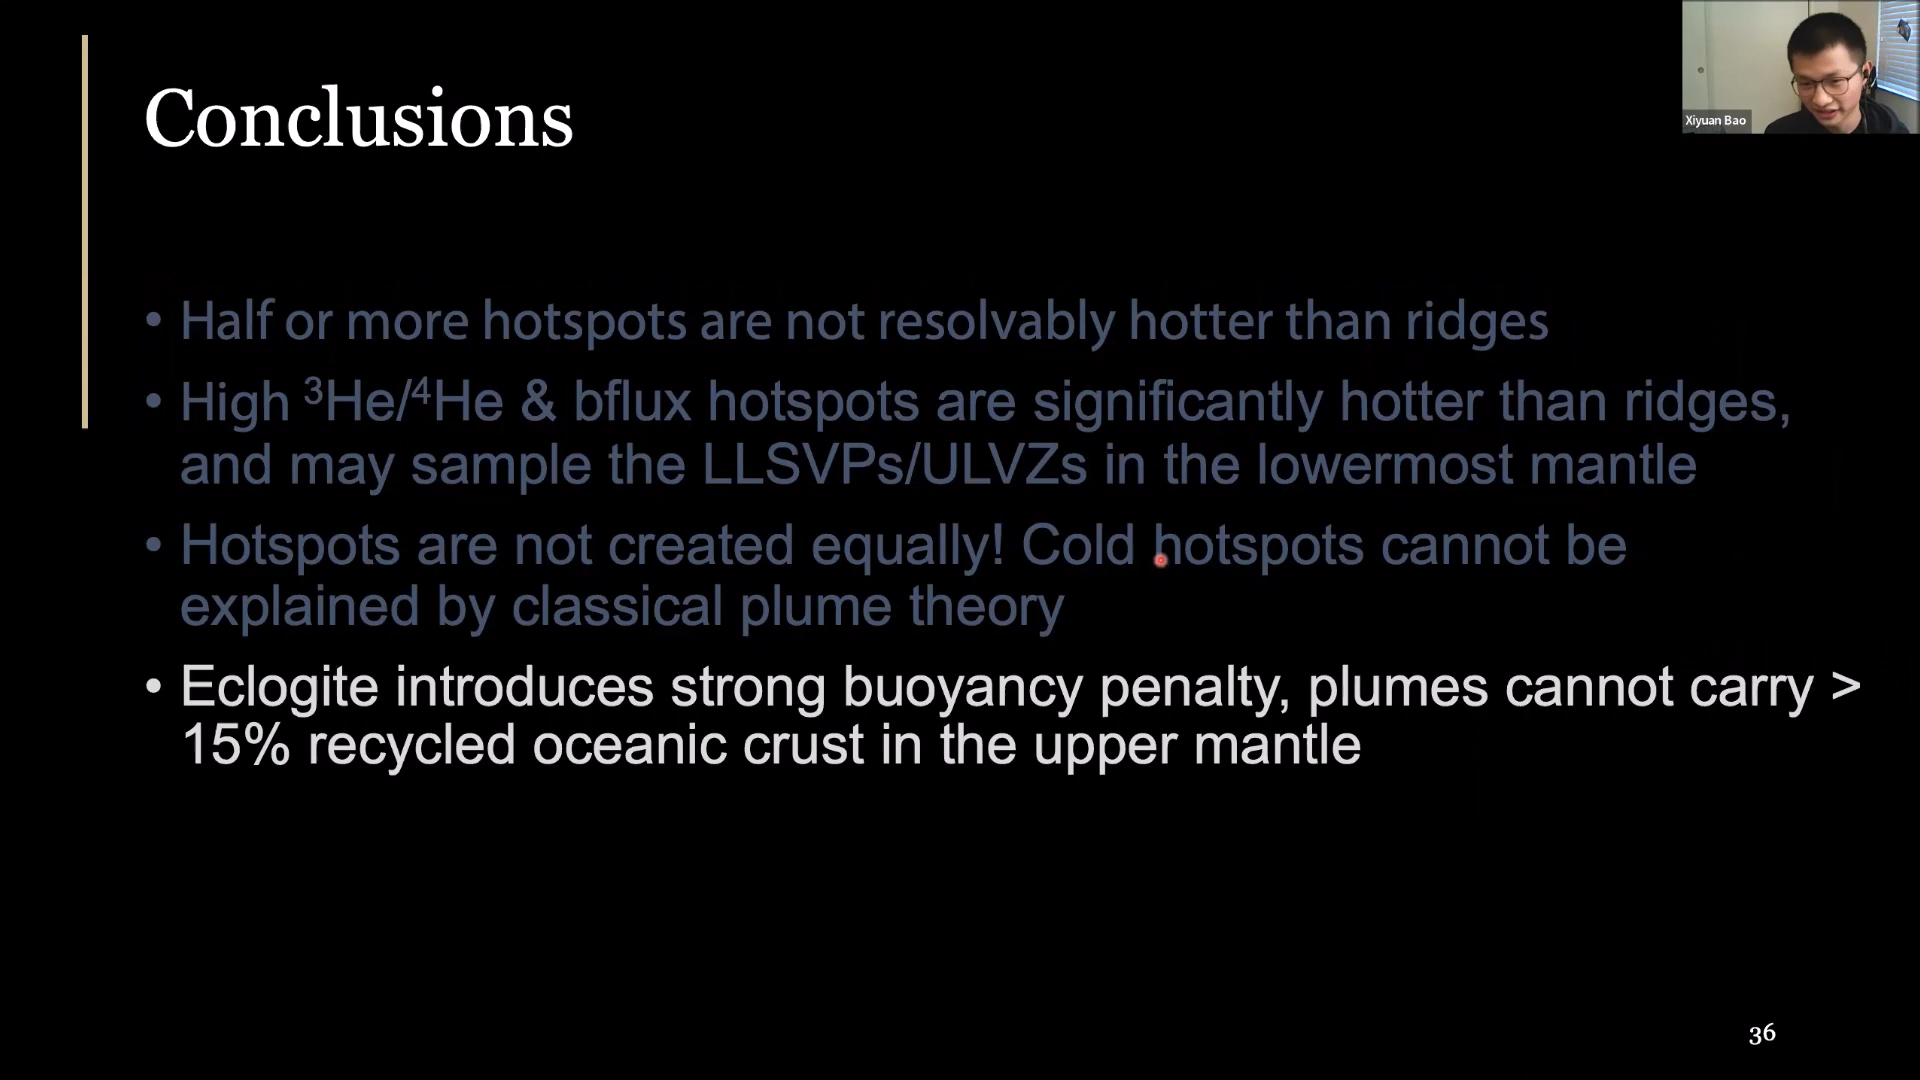 Conclusions
Xiyuan Bao
• Half or more hotspots are not resolvably hotter than ridges
• High ³He/⁴He & bflux hotspots are significantly hotter than ridges,
and may sample the LLSVPs/ULVZs in the lowermost mantle
• Hotspots are not created equally! Cold hotspots cannot be
explained by classical plume theory
• Eclogite introduces strong buoyancy penalty, plumes cannot carry >
15% recycled oceanic crust in the upper mantle
36